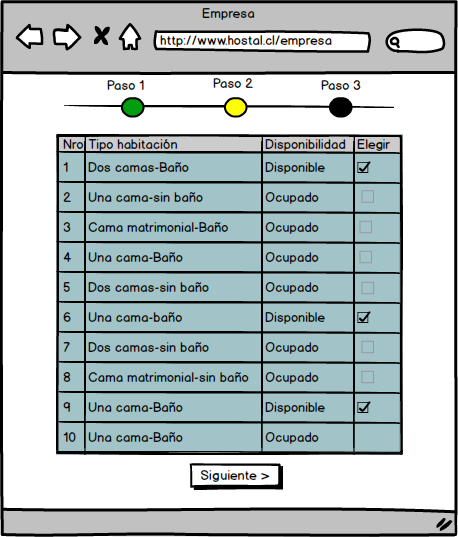 Empresa
http://www.hostal.cl/empresa
Paso 1 Paso 2 Paso 3
Nro Tipo habitación Disponibilidad Elegir
1 Dos camas-Baño Disponible
2 Una cama-sin baño Ocupado
3 Cama matrimonial-Baño Ocupado
4 Una cama-Baño Ocupado
5 Dos camas-sin baño Ocupado
6 Una cama-baño Disponible
7 Dos camas-sin baño Ocupado
8 Cama matrimonial-sin baño Ocupado
9 Una cama-Baño Disponible
10 Una cama-Baño Ocupado
Siguiente >